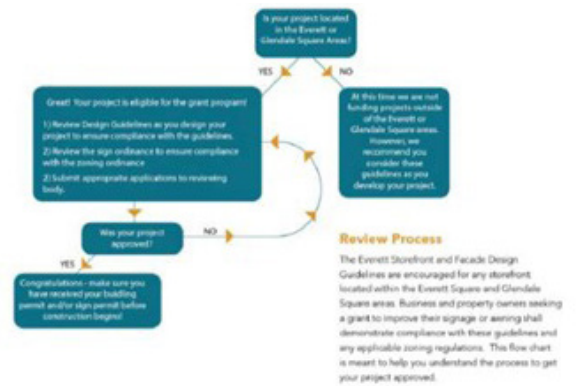 Is your project located
in the Everett or
Glendale Square Areas?
YES
NO
Great! Your project is eligible for the grant program!
1) Review Design Guidelines as you design your
project to ensure compliance with the guidelines.
2) Review the sign ordinance to ensure compliance
with the zoning ordinance
2) Submit appropriate applications to reviewing
body.
At this time we are not
funding projects outside
of the Everett or
Glendale Square areas.
However, we
recommend you
consider these
guidelines as you
develop your project.
Was your project
approved?
NO
YES
Congratulations - make sure you
have received your building
permit and/or sign permit before
construction begins!
Review Process
The Everett Storefront and Facade Design
Guidelines are encouraged for any storefront
located within the Everett Square and Glendale
Square areas. Business and property owners seeking
a grant to improve their signage or awning shall
demonstrate compliance with these guidelines and
any applicable zoning regulations. This flow chart
is meant to help you understand the process to get
your project approved.